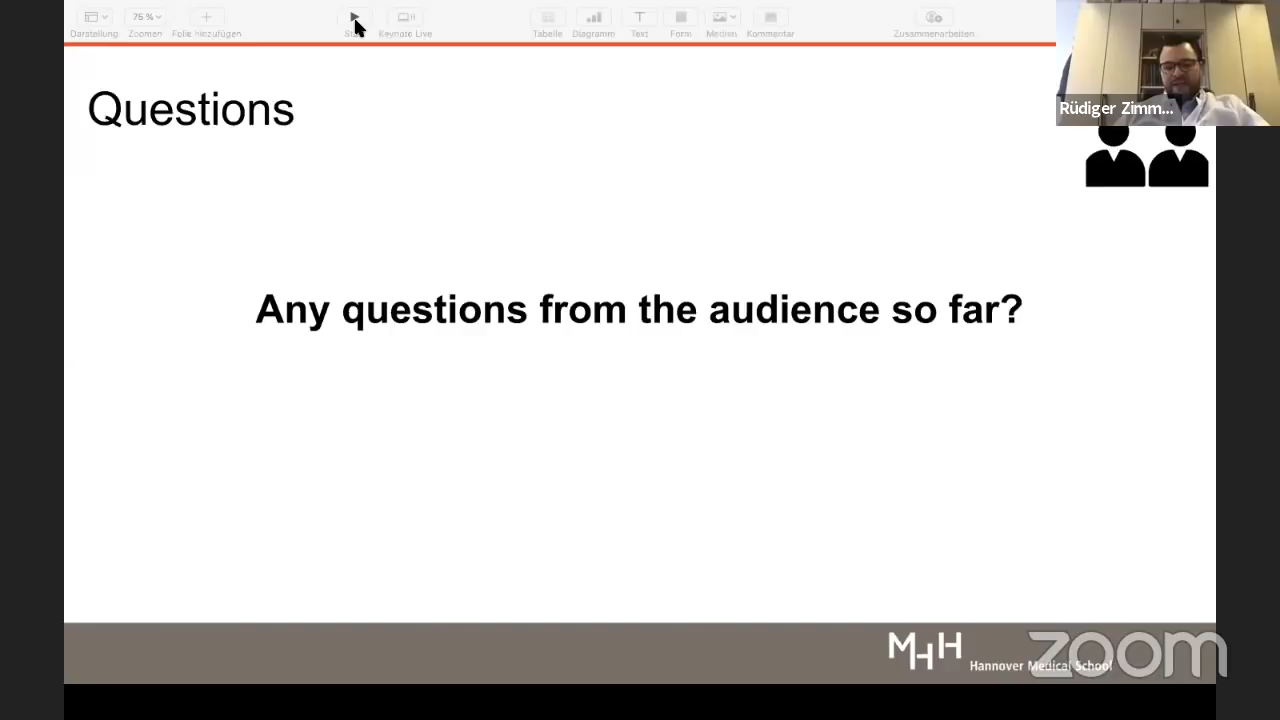 75 %
Darstellung Zoomen Folie hinzufügen Keynote Live Tabelle Diagramm Text Form Medien Kommentar Zusammenarbeiten
Rüdiger Zimm...
Questions
Any questions from the audience so far?
MHH
Hannover Medical School
zoom